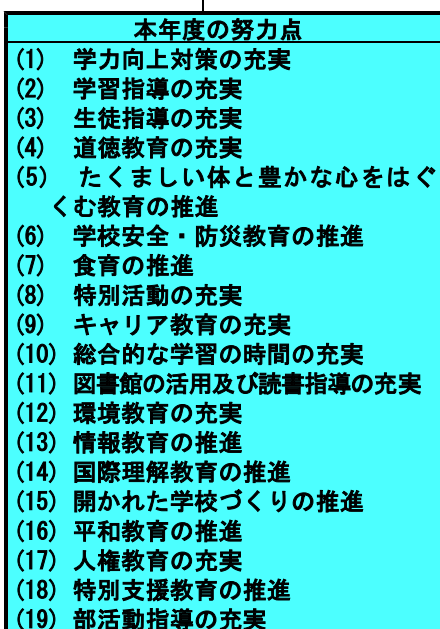 本年度の努力点
(1) 学力向上対策の充実
(2) 学習指導の充実
(3) 生徒指導の充実
(4) 道徳教育の充実
(5) たくましい体と豊かな心をはぐ
くむ教育の推進
(6) 学校安全・防災教育の推進
(7) 食育の推進
(8) 特別活動の充実
(9) キャリア教育の充実
(10) 総合的な学習の時間の充実
(11) 図書館の活用及び読書指導の充実
(12) 環境教育の充実
(13) 情報教育の推進
(14) 国際理解教育の推進
(15) 開かれた学校づくりの推進
(16) 平和教育の推進
(17) 人権教育の充実
(18) 特別支援教育の推進
(19) 部活動指導の充実